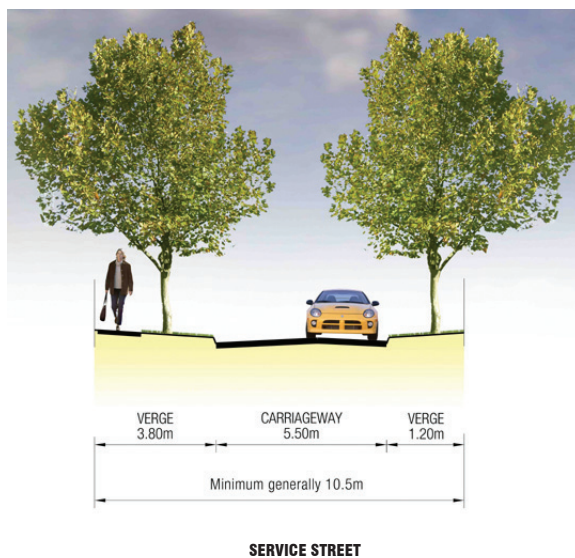 VERGE CARRIAGEWAY VERGE
3.80m 5.50m 1.20m
Minimum generally 10.5m
SERVICE STREET